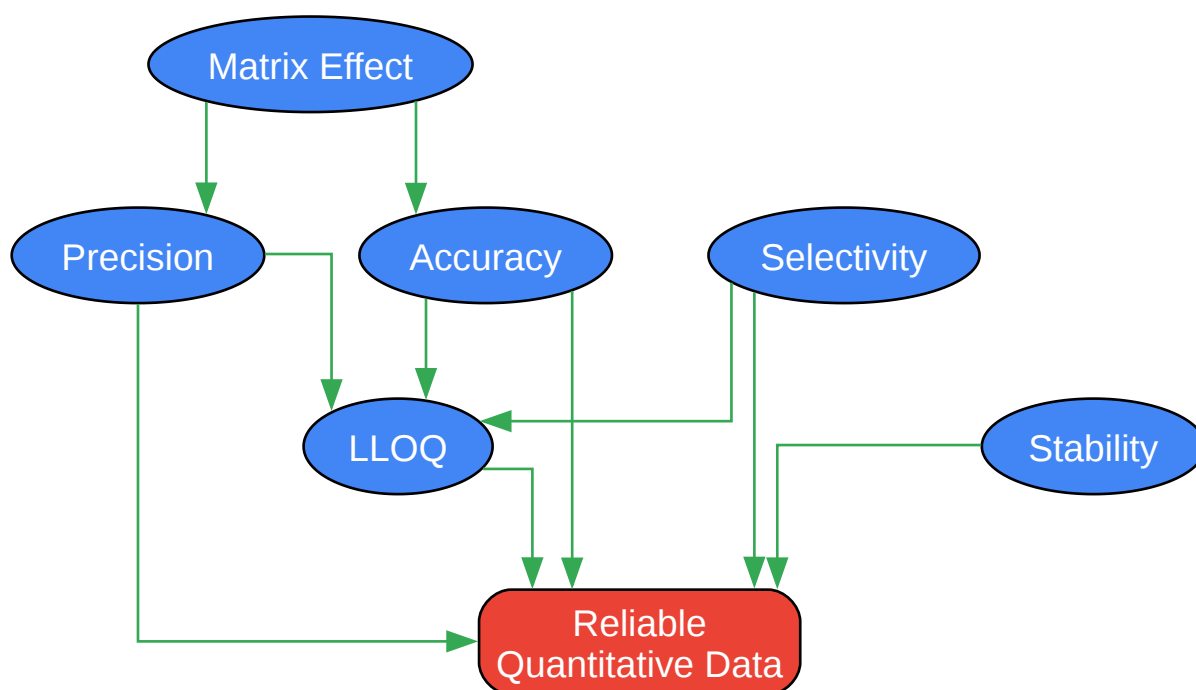 Matrix Effect
Precision
Accuracy
Selectivity
LLOQ
Stability
Reliable
Quantitative Data